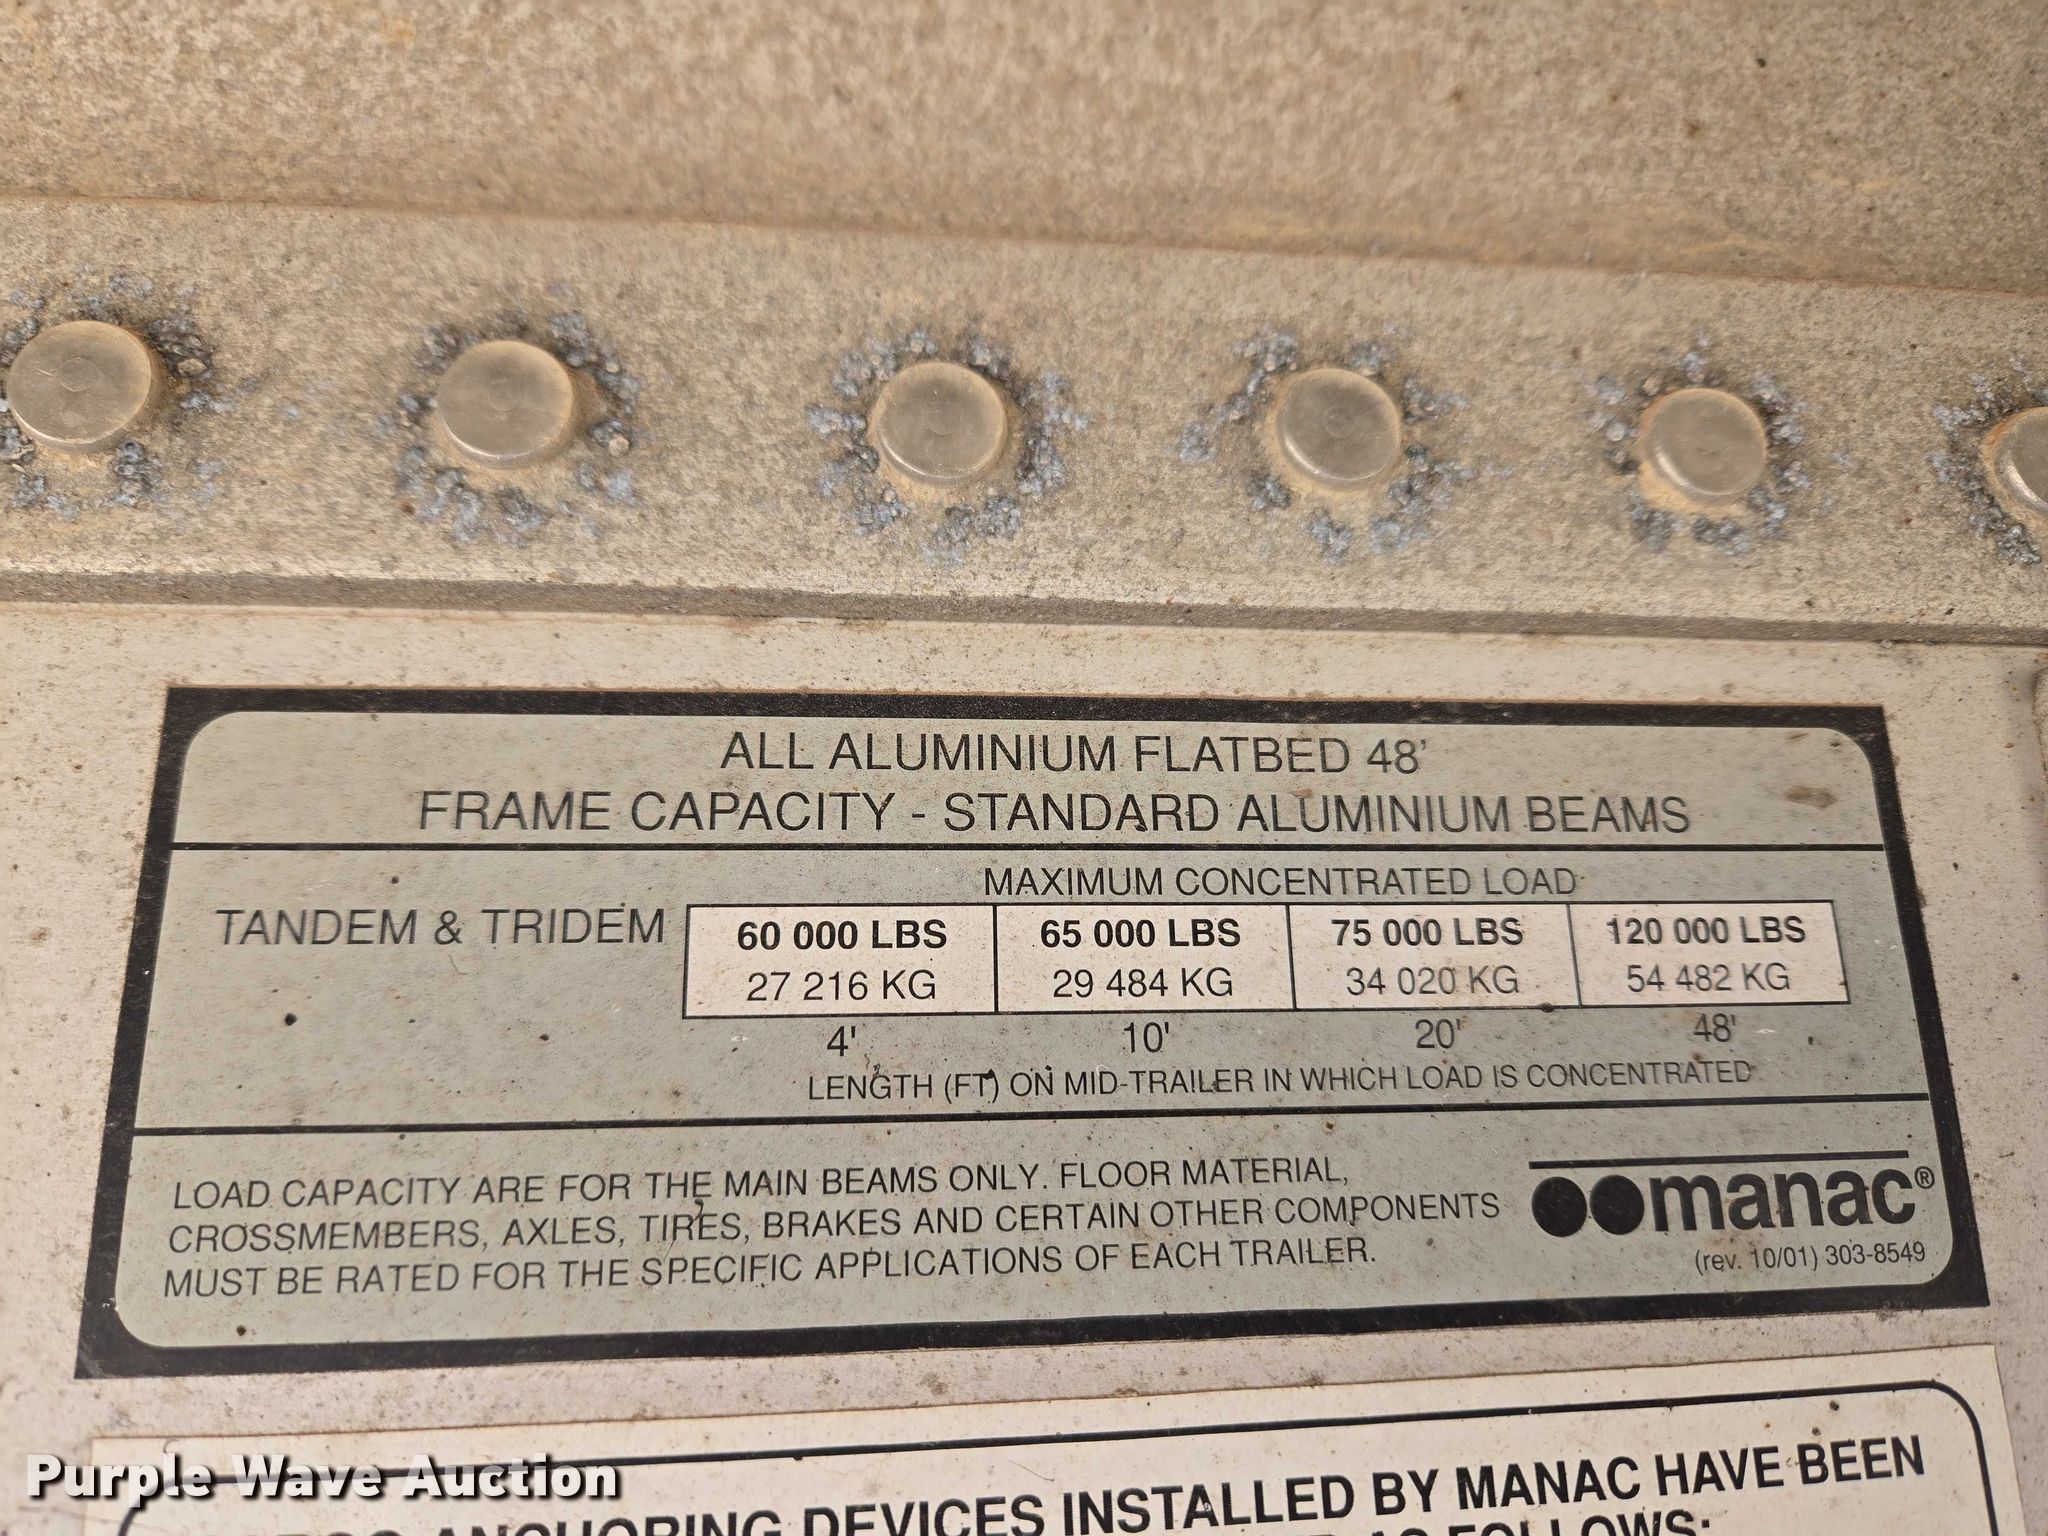 ALL ALUMINIUM FLATBED 48'
FRAME CAPACITY - STANDARD ALUMINIUM BEAMS
MAXIMUM CONCENTRATED LOAD
TANDEM & TRIDEM
60 000 LBS 65 000 LBS 75 000 LBS 120 000 LBS
27 216 KG 29 484 KG 34 020 KG 54 482 KG
4' 10' 20' 48'
LENGTH (FT) ON MID-TRAILER IN WHICH LOAD IS CONCENTRATED
LOAD CAPACITY ARE FOR THE MAIN BEAMS ONLY. FLOOR MATERIAL,
CROSSMEMBERS, AXLES, TIRES, BRAKES AND CERTAIN OTHER COMPONENTS
MUST BE RATED FOR THE SPECIFIC APPLICATIONS OF EACH TRAILER.
manac®
(rev. 10/01) 303-8549
ANCHORING DEVICES INSTALLED BY MANAC HAVE BEEN
AS FOLLOWS:
Purple Wave Auction